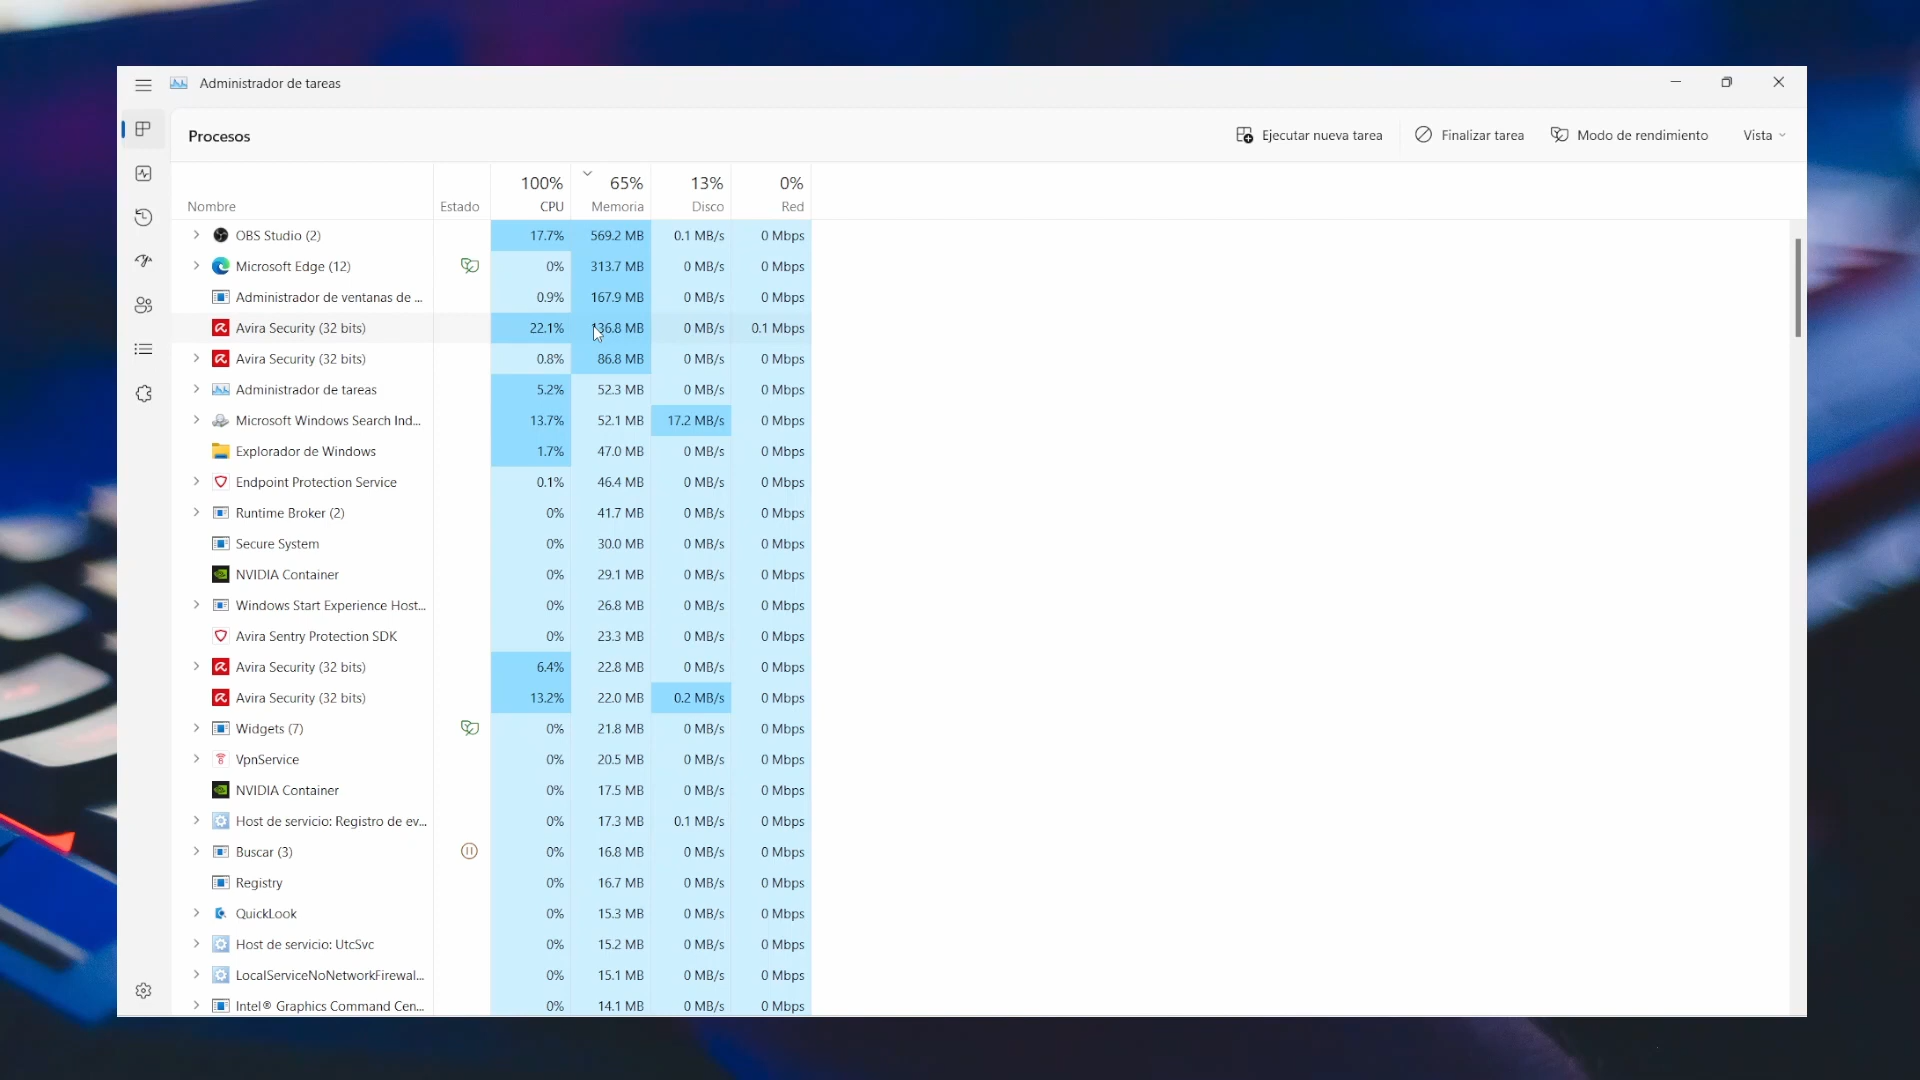 Administrador de tareas
Procesos
Ejecutar nueva tarea
Finalizar tarea
Modo de rendimiento
Vista
100% 65% 13% 0%
Nombre Estado CPU Memoria Disco Red
OBS Studio (2) 17.7% 569.2 MB 0.1 MB/s 0 Mbps
Microsoft Edge (12) 0% 313.7 MB 0 MB/s 0 Mbps
Administrador de ventanas de ... 0.9% 167.9 MB 0 MB/s 0 Mbps
Avira Security (32 bits) 22.1% 136.8 MB 0 MB/s 0.1 Mbps
Avira Security (32 bits) 0.8% 86.8 MB 0 MB/s 0 Mbps
Administrador de tareas 5.2% 52.3 MB 0 MB/s 0 Mbps
Microsoft Windows Search Ind... 13.7% 52.1 MB 17.2 MB/s 0 Mbps
Explorador de Windows 1.7% 47.0 MB 0 MB/s 0 Mbps
Endpoint Protection Service 0.1% 46.4 MB 0 MB/s 0 Mbps
Runtime Broker (2) 0% 41.7 MB 0 MB/s 0 Mbps
Secure System 0% 30.0 MB 0 MB/s 0 Mbps
NVIDIA Container 0% 29.1 MB 0 MB/s 0 Mbps
Windows Start Experience Host... 0% 26.8 MB 0 MB/s 0 Mbps
Avira Sentry Protection SDK 0% 23.3 MB 0 MB/s 0 Mbps
Avira Security (32 bits) 6.4% 22.8 MB 0 MB/s 0 Mbps
Avira Security (32 bits) 13.2% 22.0 MB 0.2 MB/s 0 Mbps
Widgets (7) 0% 21.8 MB 0 MB/s 0 Mbps
VpnService 0% 20.5 MB 0 MB/s 0 Mbps
NVIDIA Container 0% 17.5 MB 0 MB/s 0 Mbps
Host de servicio: Registro de ev... 0% 17.3 MB 0.1 MB/s 0 Mbps
Buscar (3) 0% 16.8 MB 0 MB/s 0 Mbps
Registry 0% 16.7 MB 0 MB/s 0 Mbps
QuickLook 0% 15.3 MB 0 MB/s 0 Mbps
Host de servicio: UtcSvc 0% 15.2 MB 0 MB/s 0 Mbps
LocalServiceNoNetworkFirewal... 0% 15.1 MB 0 MB/s 0 Mbps
Intel® Graphics Command Cen... 0% 14.1 MB 0 MB/s 0 Mbps